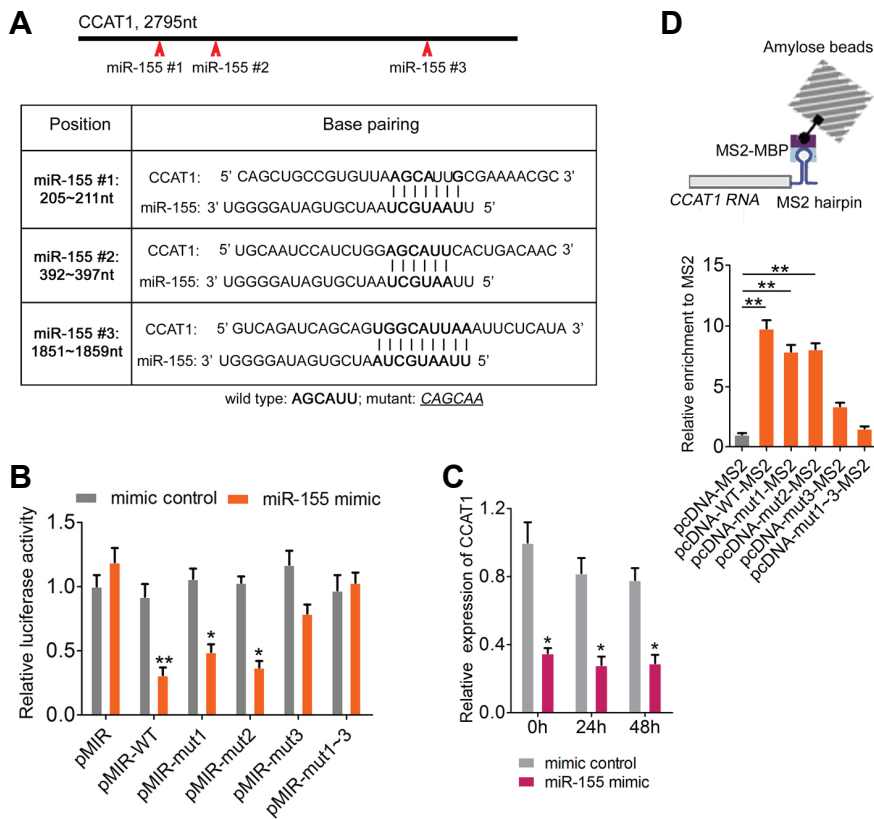 A
CCAT1, 2795nt
miR-155 #1 miR-155 #2 miR-155 #3
Position Base pairing
miR-155 #1:
205~211nt
CCAT1: 5' CAGCUGCCGUGUUAAGCAUUGCGAAAACGC 3'
miR-155: 3' UGGGGAUAGUGCUAAUCGUAAUU 5'
miR-155 #2:
392~397nt
CCAT1: 5' UGCAAUCCAUCUGGAGCAUUCACUGACAAC 3'
miR-155: 3' UGGGGAUAGUGCUAAUCGUAAUU 5'
miR-155 #3:
1851~1859nt
CCAT1: 5' GUCAGAUCAGCAGUGGCAUUAAAUUCUCAUA 3'
miR-155: 3' UGGGGAUAGUGCUAAUCGUAAUU 5'
wild type: AGCAUU; mutant: CAGCAA
B
mimic control miR-155 mimic
Relative luciferase activity
1.5
1.0
0.5
0.0
** * *
pMIR
pMIR-WT
pMIR-mut1
pMIR-mut2
pMIR-mut3
pMIR-mut1~3
C
Relative expression of CCAT1
1.2
0.8
0.4
0.0
* * *
0h 24h 48h
mimic control
miR-155 mimic
D
Amylose beads
MS2-MBP
CCAT1 RNA
MS2 hairpin
Relative enrichment to MS2
15
10
5
0
**
**
**
pcDNA-MS2
pcDNA-WT-MS2
pcDNA-mut1-MS2
pcDNA-mut2-MS2
pcDNA-mut3-MS2
pcDNA-mut1~3-MS2